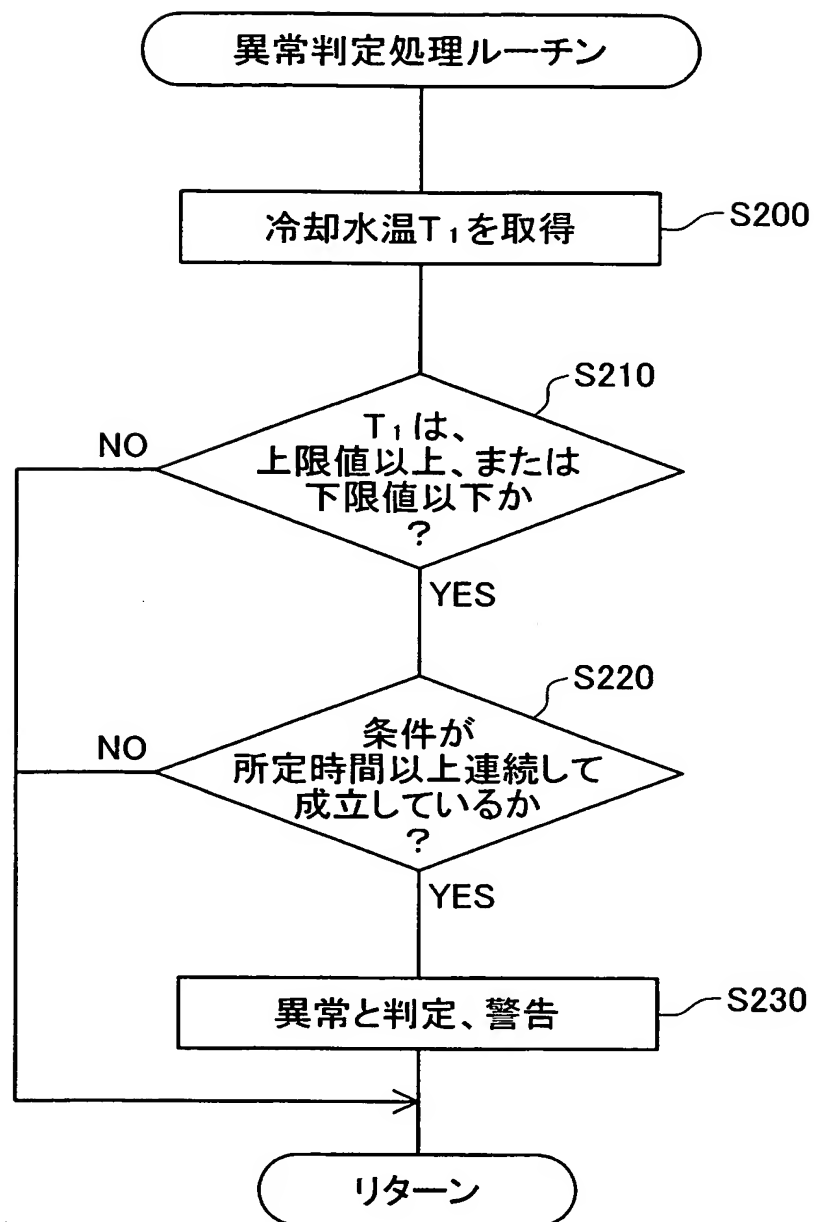 異常判定処理ルーチン
冷却水温T₁を取得
S200
S210
T₁は、
上限値以上、または
下限値以下か
?
NO
YES
S220
条件が
所定時間以上連続して
成立しているか
?
NO
YES
異常と判定、警告
S230
リターン